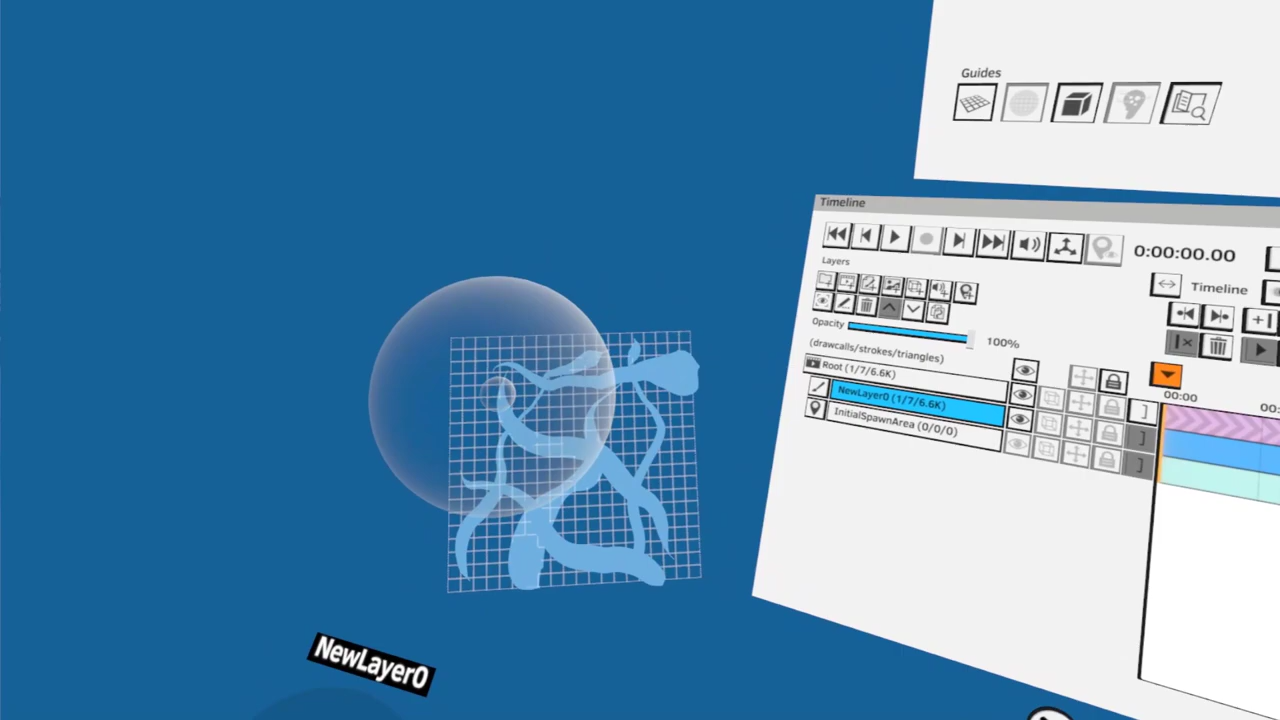 Guides
Timeline
0:00:00.00
Layers
Timeline
Opacity
100%
(drawcalls/strokes/triangles)
Root (1/7/6.6K)
NewLayer0 (1/7/6.6K)
InitialSpawnArea (0/0/0)
00:00
00:
NewLayer0